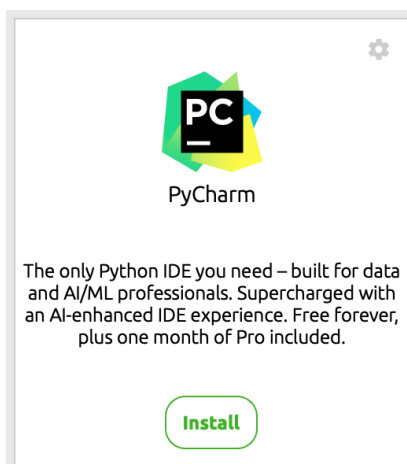 PC
PyCharm
The only Python IDE you need – built for data
and AI/ML professionals. Supercharged with
an AI-enhanced IDE experience. Free forever,
plus one month of Pro included.
Install